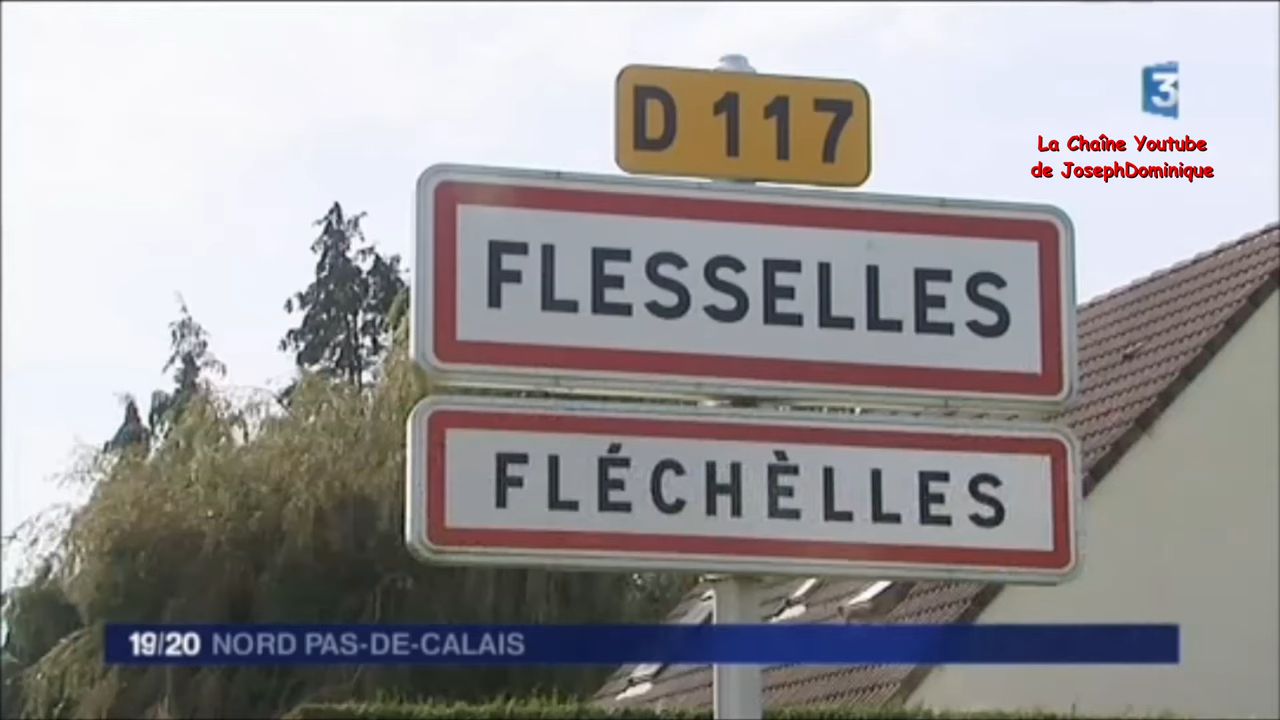 D 117
3
La Chaîne Youtube
de JosephDominique
FLESSELLES
FLÉCHÈLLES
19/20 NORD PAS-DE-CALAIS